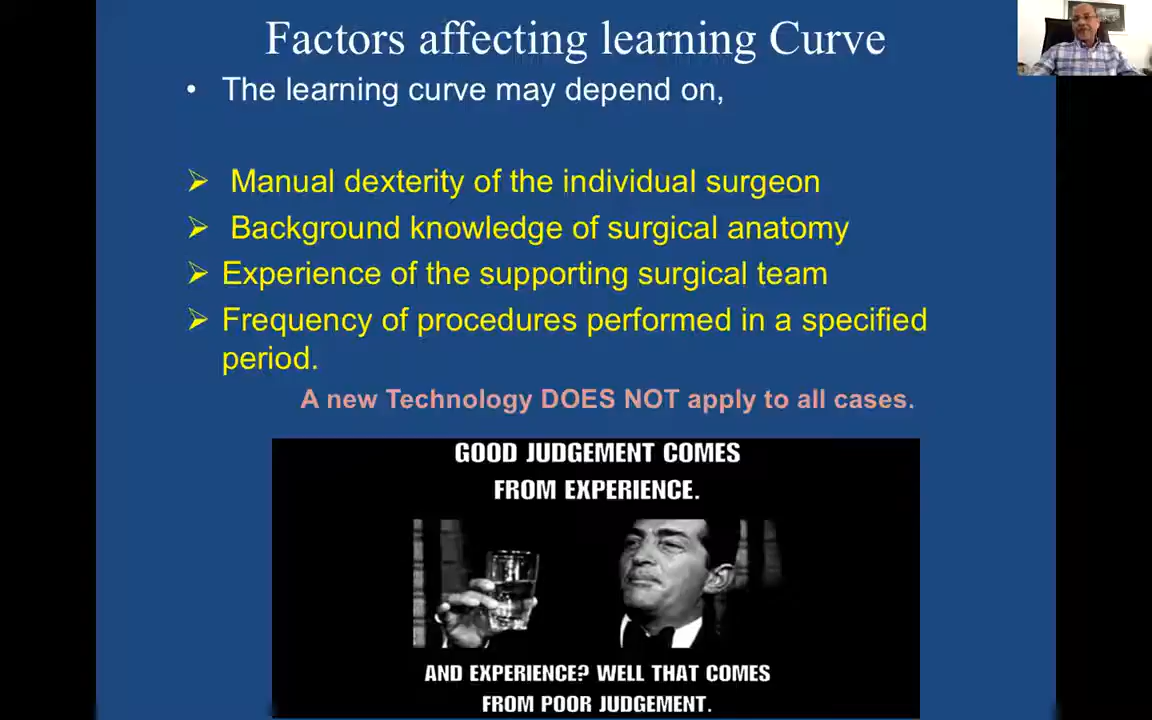 Factors affecting learning Curve
• The learning curve may depend on,
➢ Manual dexterity of the individual surgeon
➢ Background knowledge of surgical anatomy
➢ Experience of the supporting surgical team
➢ Frequency of procedures performed in a specified
period.
A new Technology DOES NOT apply to all cases.
GOOD JUDGEMENT COMES
FROM EXPERIENCE.
AND EXPERIENCE? WELL THAT COMES
FROM POOR JUDGEMENT.